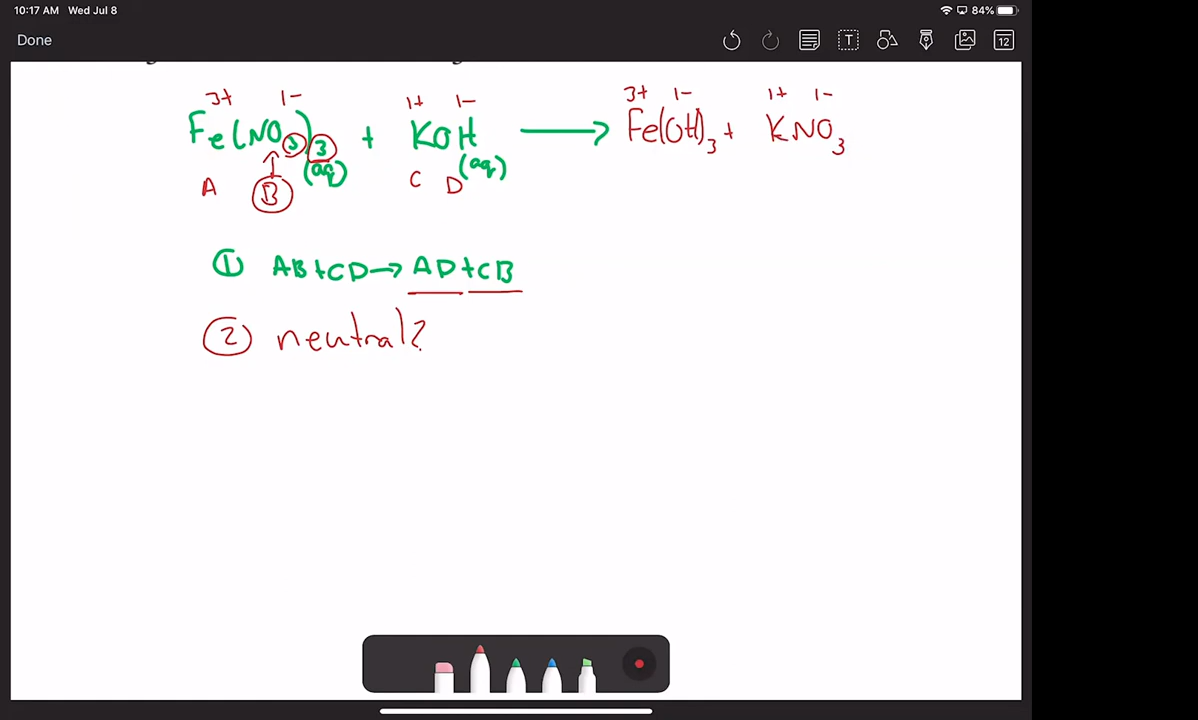 10:17 AM Wed Jul 8
84%
Done
T
12
3+ 1- 1+ 1- 3+ 1- 1+ 1-
Fe(NO3)3 + KOH → Fe(OH)3 + KNO3
(aq) (aq)
A B C D
① AB+CD→AD+CB
② neutral?